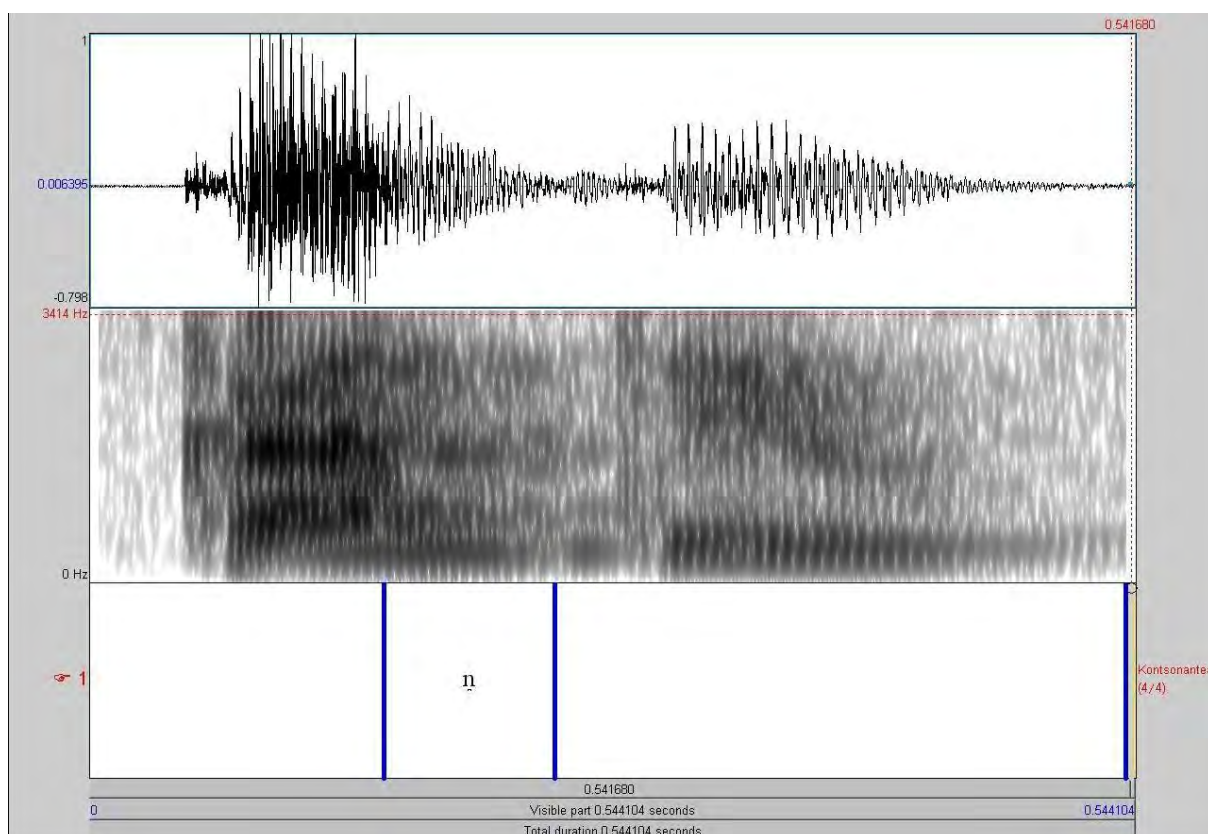 0.541680
1
0.006395
-0.798
3414 Hz
0 Hz
☞ 1
n̪
Kontsonante
(4/4)
0.541680
0 Visible part 0.544104 seconds 0.544104
Total duration 0.544104 seconds